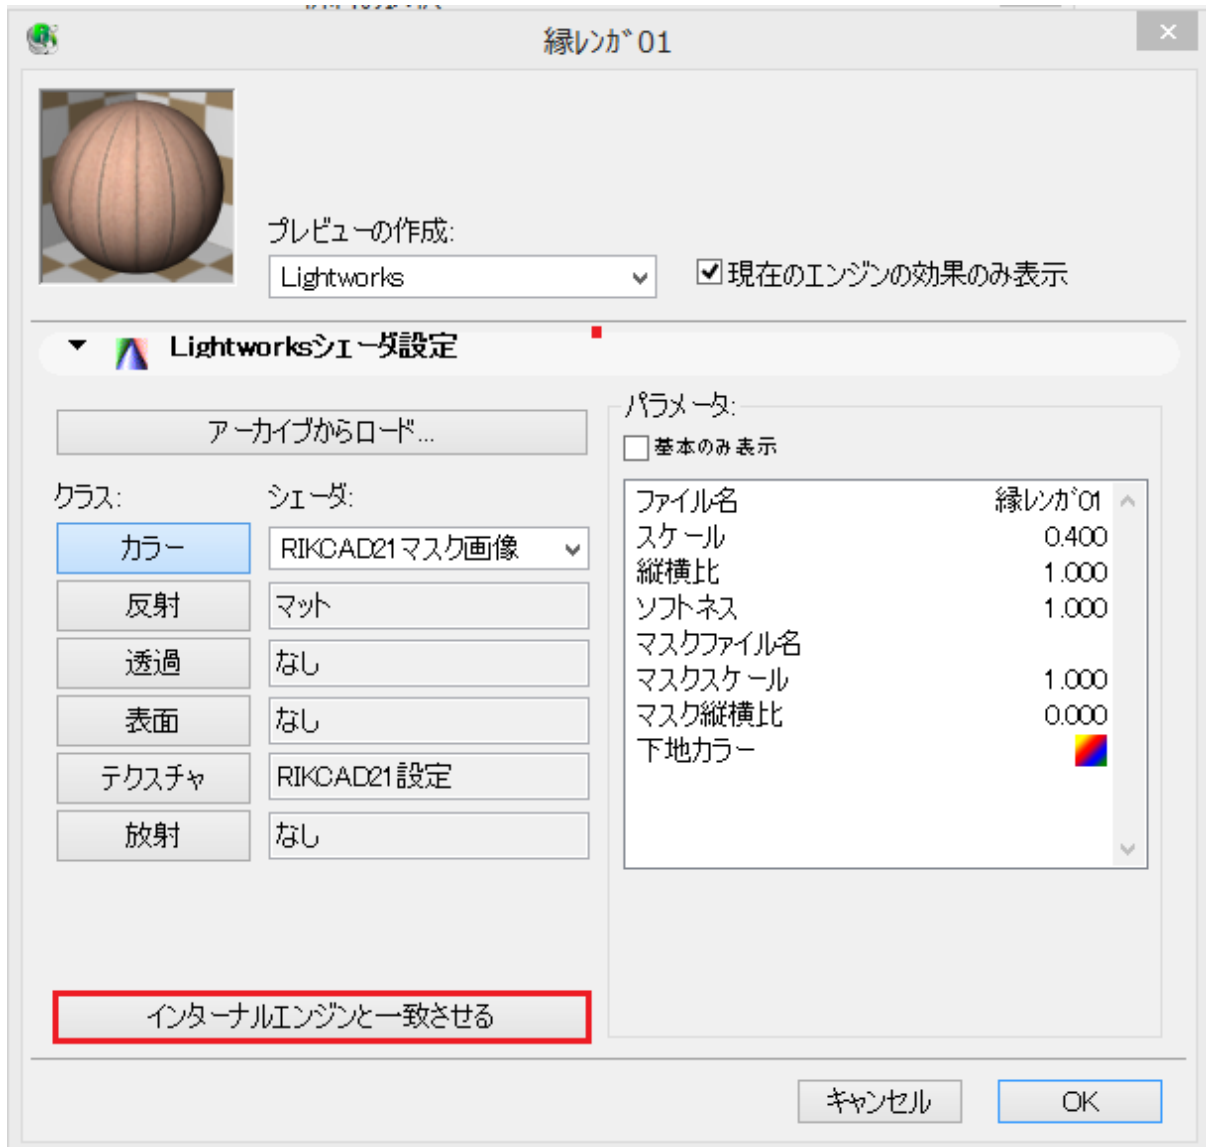 縁レンガ01
プレビューの作成:
Lightworks
現在のエンジンの効果のみ表示
Lightworksシェーダ設定
アーカイブからロード...
クラス:
シェーダ:
カラー
RIKCAD21マスク画像
反射
マット
透過
なし
表面
なし
テクスチャ
RIKCAD21設定
放射
なし
インターナルエンジンと一致させる
パラメータ:
基本のみ表示
ファイル名 縁レンガ01
スケール 0.400
縦横比 1.000
ソフトネス 1.000
マスクファイル名
マスクスケール 1.000
マスク縦横比 0.000
下地カラー
キャンセル
OK